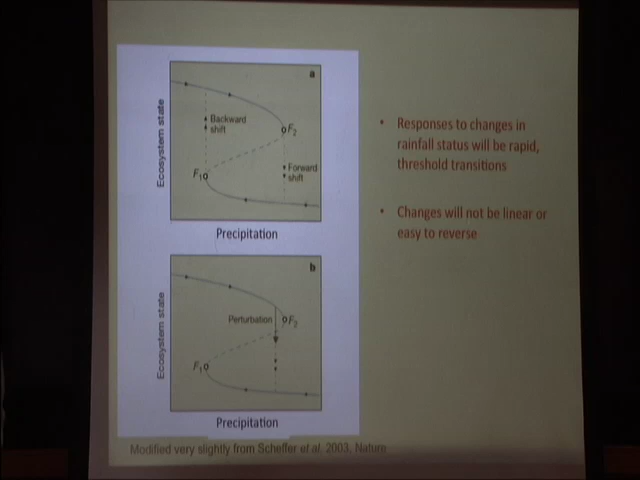 a
Ecosystem state
Backward
shift
F2
F1
Forward
shift
Precipitation
b
Ecosystem state
Perturbation
F2
F1
Precipitation
Modified very slightly from Scheffer et al. 2003, Nature
• Responses to changes in
rainfall status will be rapid,
threshold transitions
• Changes will not be linear or
easy to reverse